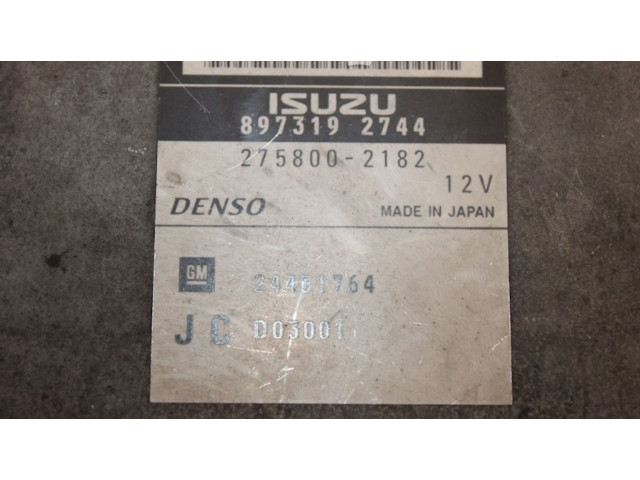 ISUZU
897319 2744
275800-2182
12V
DENSO
MADE IN JAPAN
GM
24461764
JC
D03001